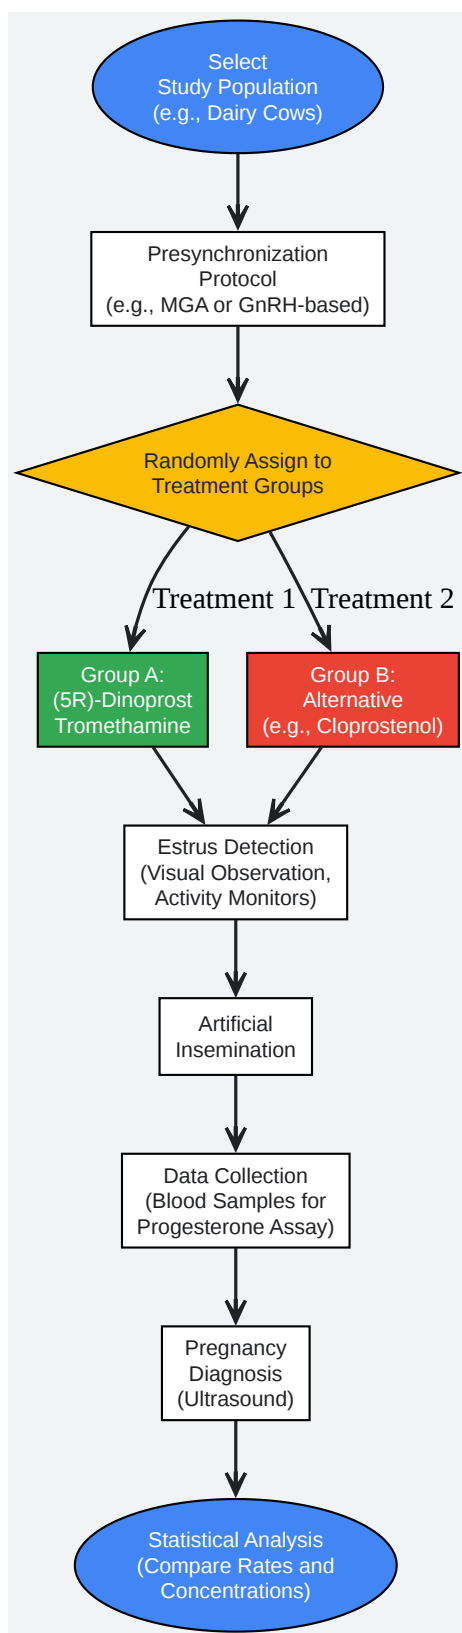 Select
Study Population
(e.g., Dairy Cows)
Presynchronization
Protocol
(e.g., MGA or GnRH-based)
Randomly Assign to
Treatment Groups
Treatment 1
Treatment 2
Group A:
(5R)-Dinoprost
Tromethamine
Group B:
Alternative
(e.g., Cloprostenol)
Estrus Detection
(Visual Observation,
Activity Monitors)
Artificial
Insemination
Data Collection
(Blood Samples for
Progesterone Assay)
Pregnancy
Diagnosis
(Ultrasound)
Statistical Analysis
(Compare Rates and
Concentrations)